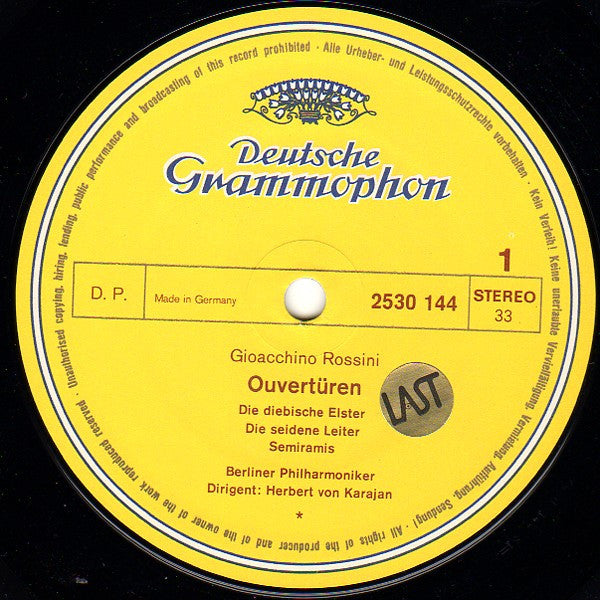 Deutsche
Grammophon
1
D. P.
Made in Germany
2530 144
STEREO
33
Gioacchino Rossini
Ouvertüren
LAST
Die diebische Elster
Die seidene Leiter
Semiramis
Berliner Philharmoniker
Dirigent: Herbert von Karajan
*
Alle Urheber- und Leistungsschutzrechte vorbehalten · Kein Verleih! Keine unerlaubte Vervielfältigung, Vermietung, Aufführung, Sendung! · All rights of the producer and of the owner of the work reproduced reserved · Unauthorised copying, hiring, lending, public performance and broadcasting of this record prohibited ·